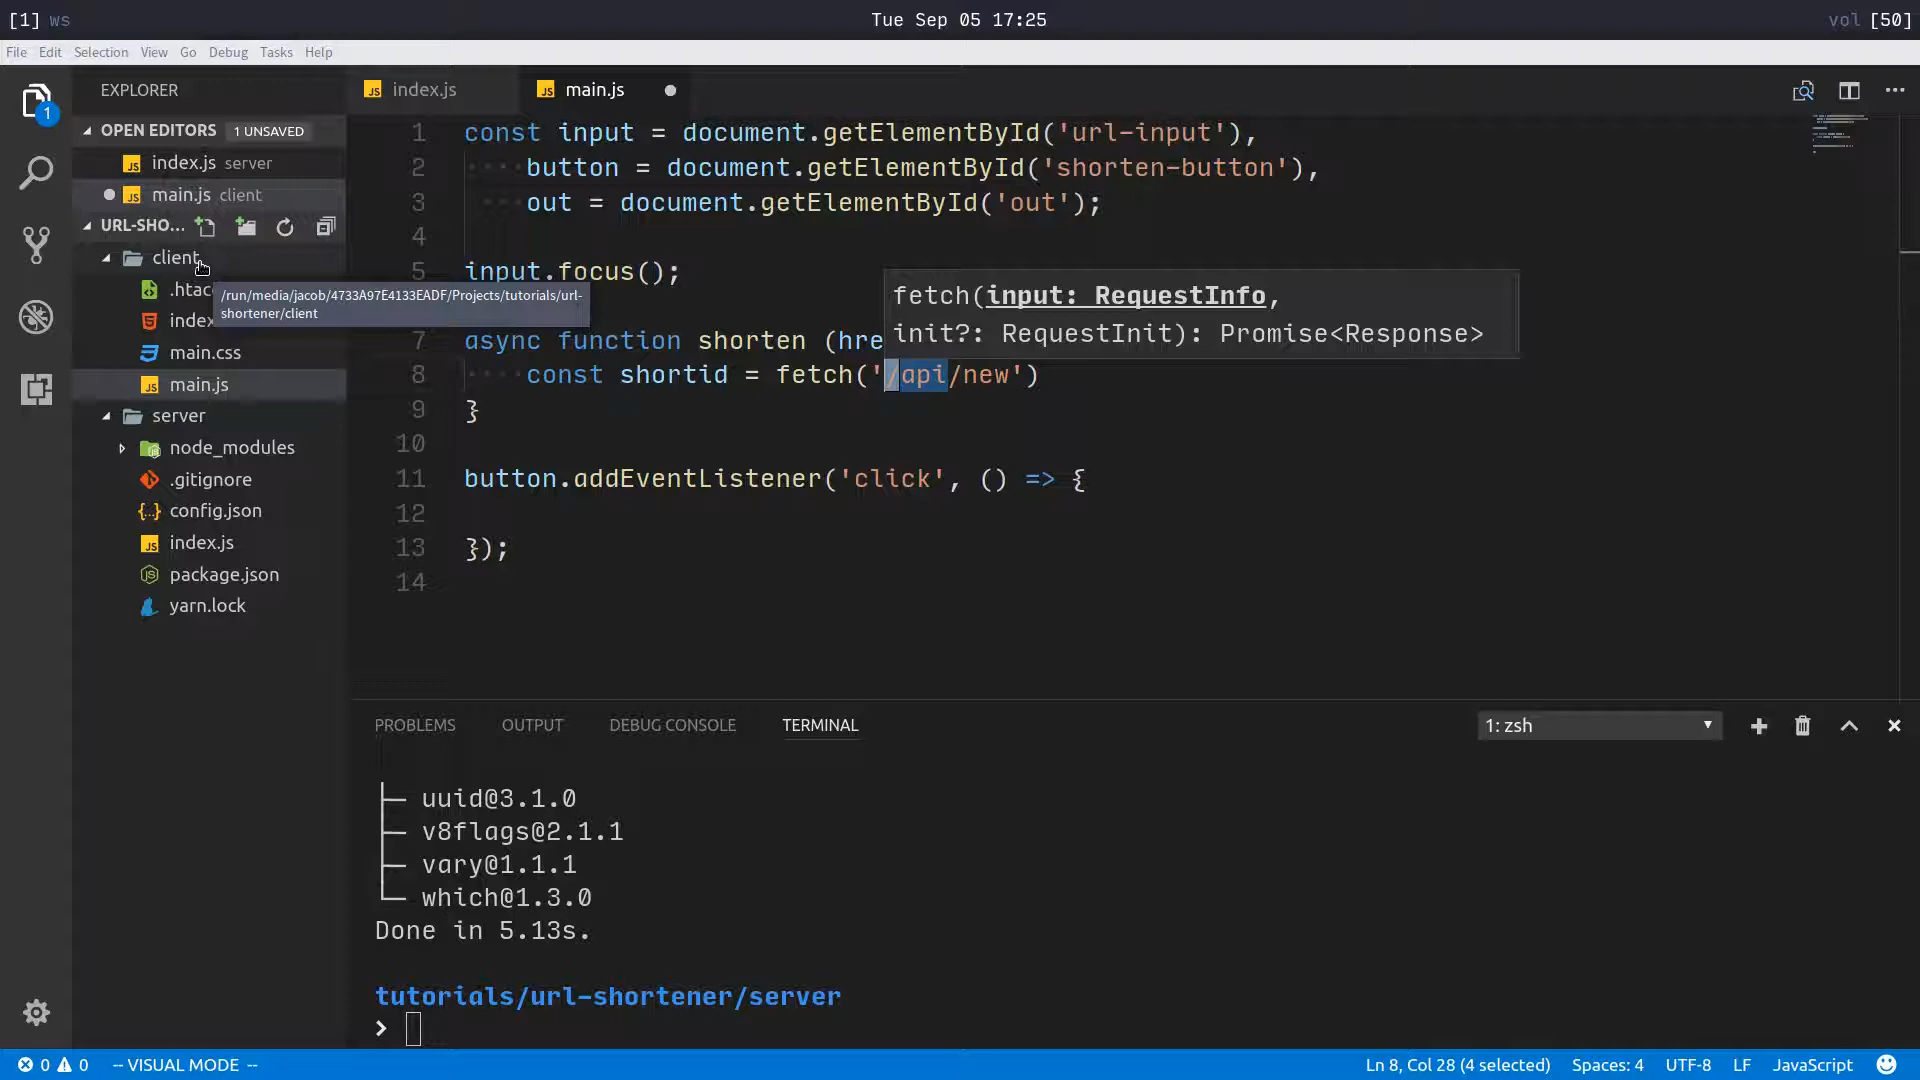 [1] ws
Tue Sep 05 17:25
vol [50]
File Edit Selection View Go Debug Tasks Help
1
EXPLORER
OPEN EDITORS 1 UNSAVED
index.js server
main.js client
URL-SHO...
client
.htac
index
main.css
main.js
server
node_modules
.gitignore
config.json
index.js
package.json
yarn.lock
/run/media/jacob/4733A97E4133EADF/Projects/tutorials/url-
shortener/client
index.js
main.js
1 const input = document.getElementById('url-input'),
2 button = document.getElementById('shorten-button'),
3 out = document.getElementById('out');
4
5 input.focus();
fetch(input: RequestInfo,
init?: RequestInit): Promise<Response>
7 async function shorten (hre
8 const shortid = fetch('/api/new')
9 }
10
11 button.addEventListener('click', () => {
12
13 });
14
PROBLEMS OUTPUT DEBUG CONSOLE TERMINAL
1: zsh
├─ uuid@3.1.0
├─ v8flags@2.1.1
├─ vary@1.1.1
└─ which@1.3.0
Done in 5.13s.
tutorials/url-shortener/server
>
0 0 -- VISUAL MODE --
Ln 8, Col 28 (4 selected) Spaces: 4 UTF-8 LF JavaScript